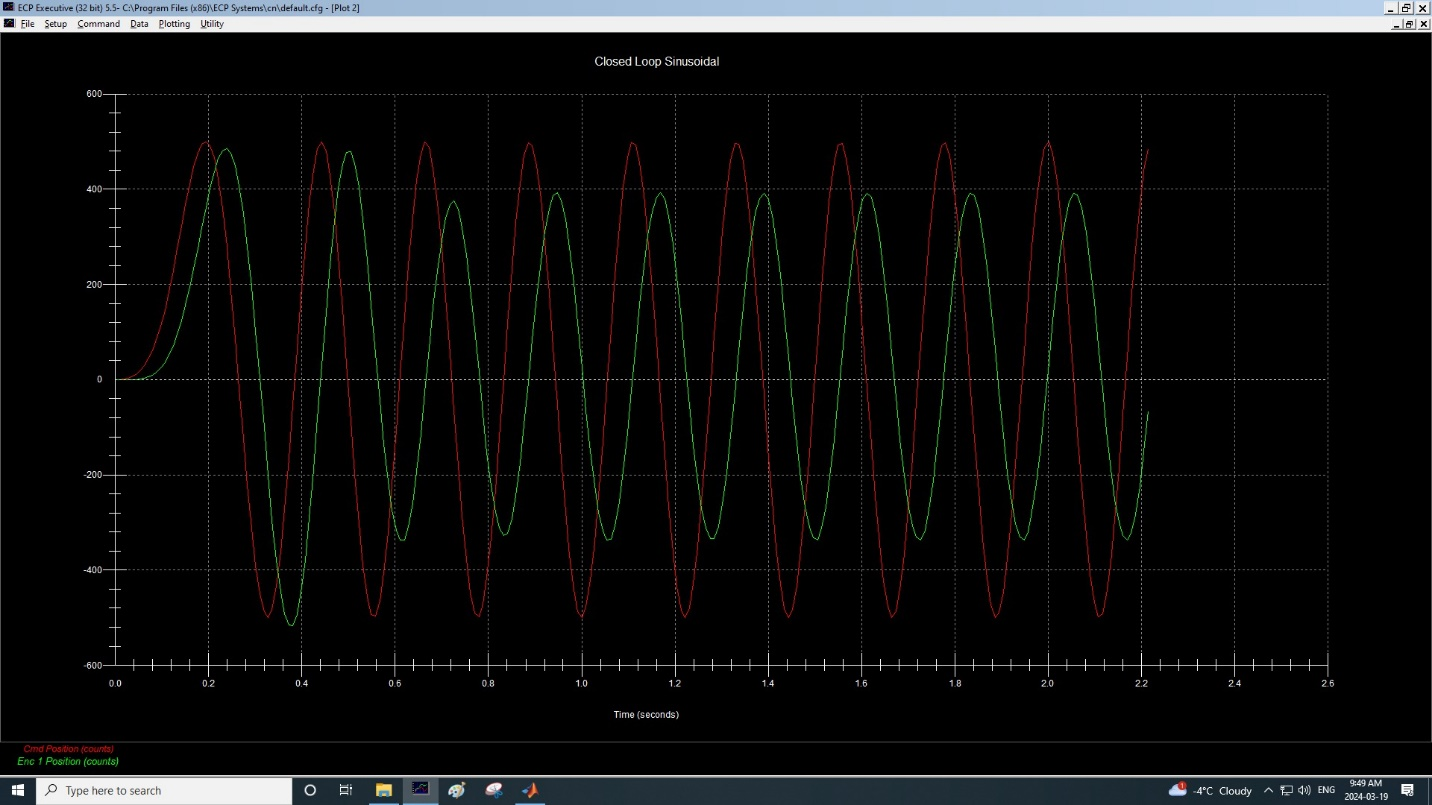 ECP Executive (32 bit) 5.5- C:\Program Files (x86)\ECP Systems\cn\default.cfg - [Plot 2]
File Setup Command Data Plotting Utility
Closed Loop Sinusoidal
600
400
200
0
-200
-400
-600
0.0 0.2 0.4 0.6 0.8 1.0 1.2 1.4 1.6 1.8 2.0 2.2 2.4 2.6
Time (seconds)
Cmd Position (counts)
Enc 1 Position (counts)
Type here to search
1
-4°C Cloudy
ENG
9:49 AM
2024-03-19